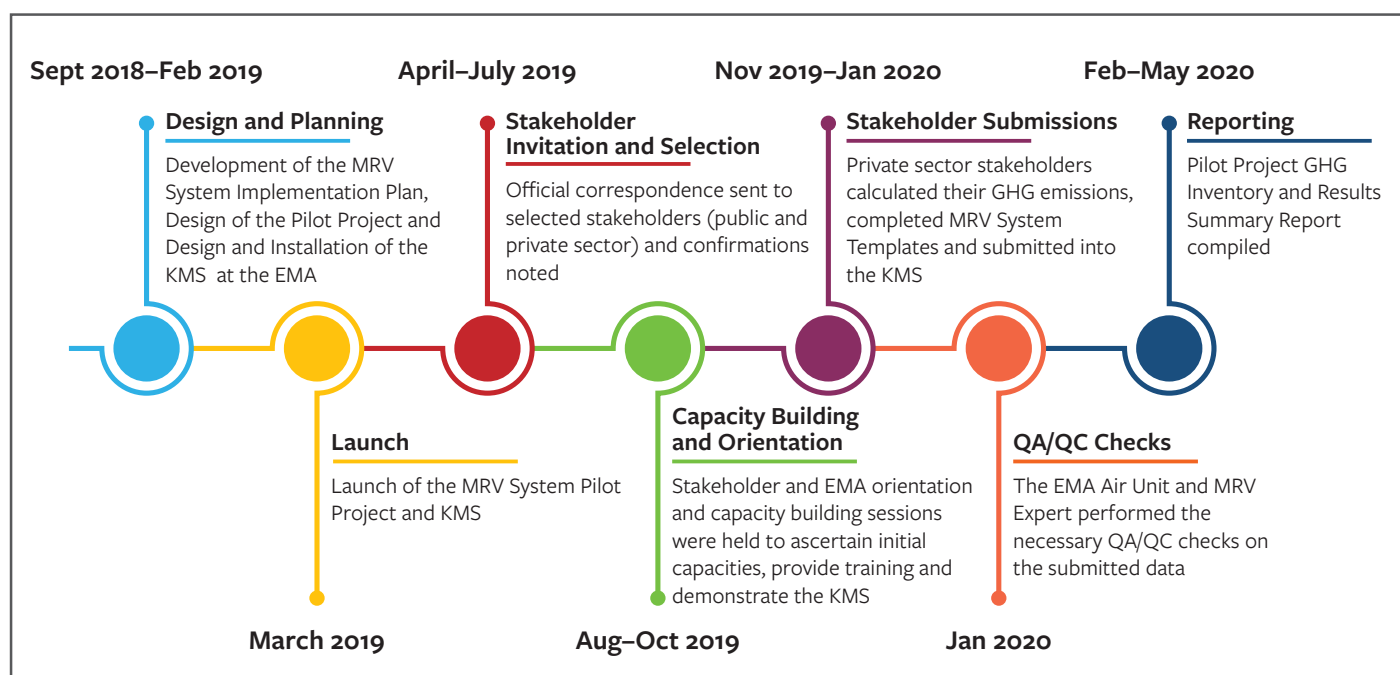 Sept 2018–Feb 2019
Design and Planning
Development of the MRV
System Implementation Plan,
Design of the Pilot Project and
Design and Installation of the
KMS at the EMA
March 2019
Launch
Launch of the MRV System Pilot
Project and KMS
April–July 2019
Stakeholder
Invitation and Selection
Official correspondence sent to
selected stakeholders (public and
private sector) and confirmations
noted
Aug–Oct 2019
Capacity Building
and Orientation
Stakeholder and EMA orientation
and capacity building sessions
were held to ascertain initial
capacities, provide training and
demonstrate the KMS
Nov 2019–Jan 2020
Stakeholder Submissions
Private sector stakeholders
calculated their GHG emissions,
completed MRV System
Templates and submitted into
the KMS
Jan 2020
QA/QC Checks
The EMA Air Unit and MRV
Expert performed the
necessary QA/QC checks on
the submitted data
Feb–May 2020
Reporting
Pilot Project GHG
Inventory and Results
Summary Report
compiled